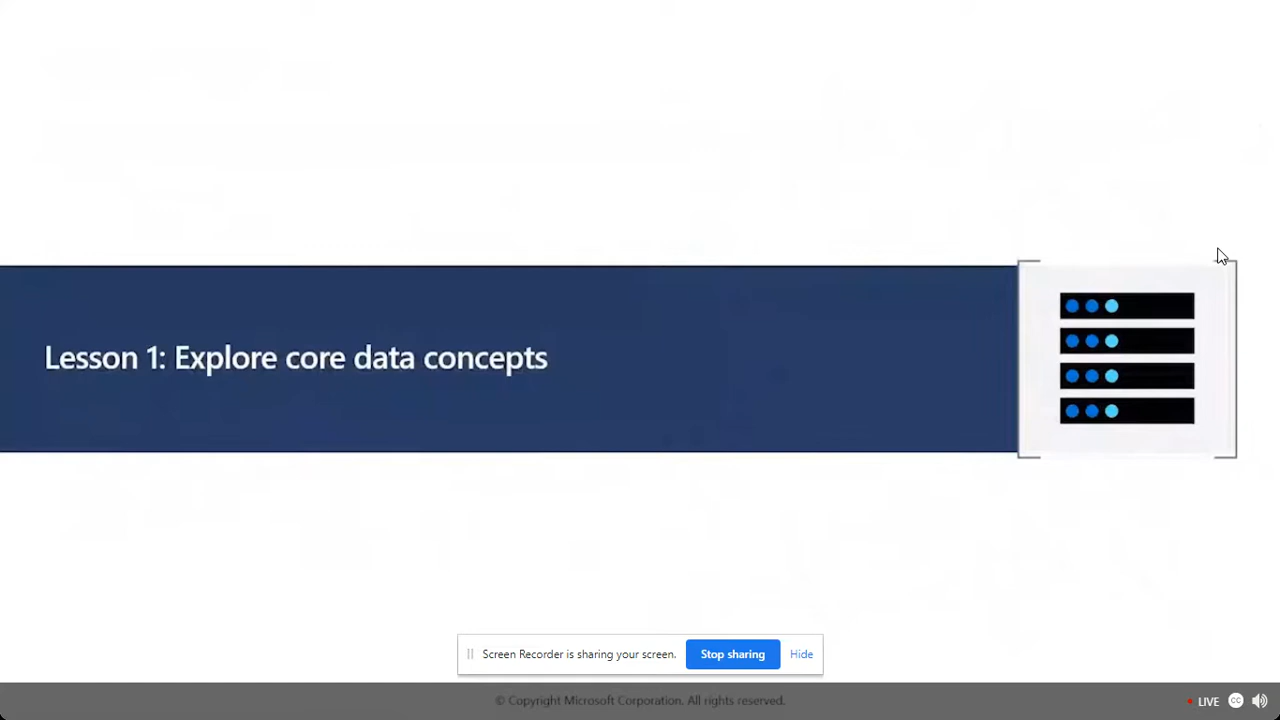 Lesson 1: Explore core data concepts
Screen Recorder is sharing your screen. Stop sharing Hide
© Copyright Microsoft Corporation. All rights reserved.
LIVE CC